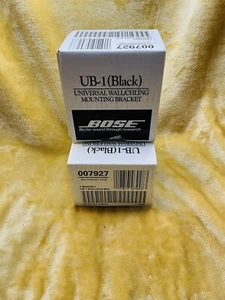 007927
UB-1(Black)
UNIVERSAL WALL/CEILING
MOUNTING BRACKET
BOSE
Better sound through research.
UB-1(Black)
007927